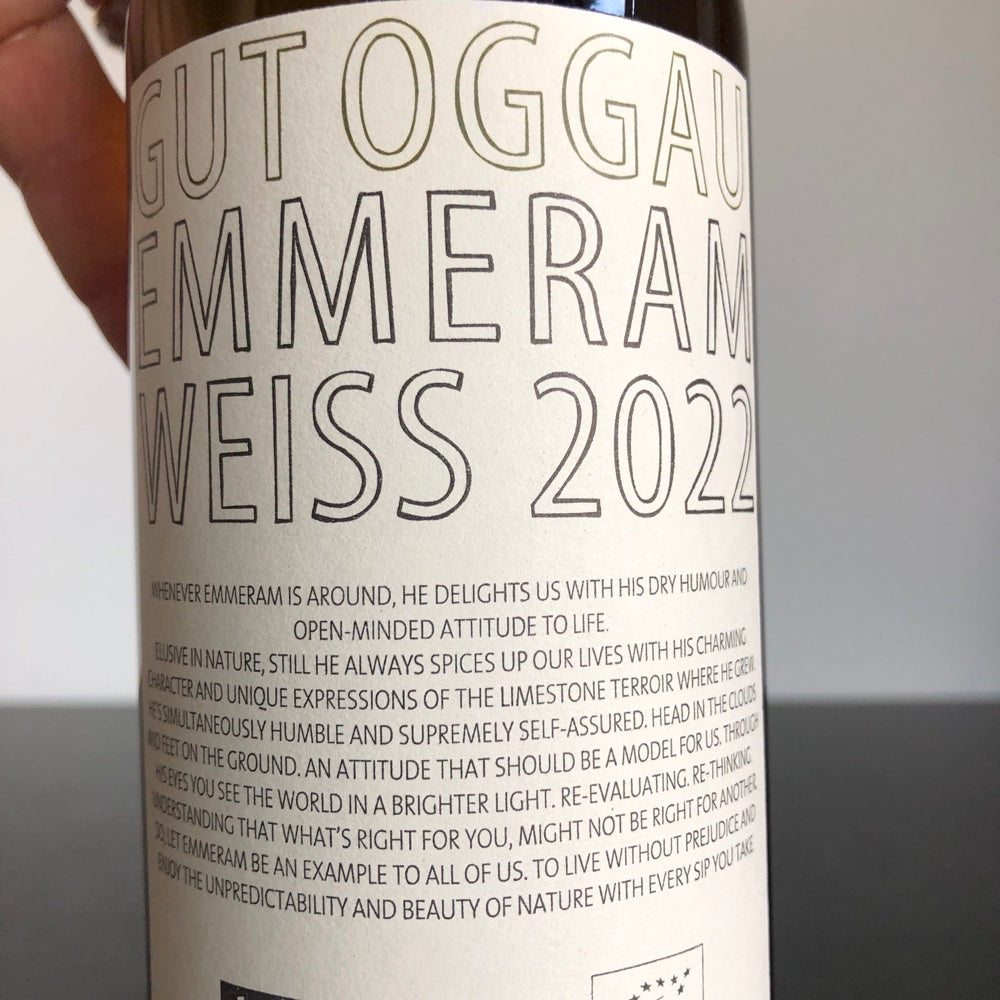 GUT OGGAU
EMMERAM
WEISS 2022
WHENEVER EMMERAM IS AROUND, HE DELIGHTS US WITH HIS DRY HUMOUR AND
OPEN-MINDED ATTITUDE TO LIFE.
ELUSIVE IN NATURE, STILL HE ALWAYS SPICES UP OUR LIVES WITH HIS CHARMING
CHARACTER AND UNIQUE EXPRESSIONS OF THE LIMESTONE TERROIR WHERE HE GREW.
HE'S SIMULTANEOUSLY HUMBLE AND SUPREMELY SELF-ASSURED. HEAD IN THE CLOUDS
AND FEET ON THE GROUND. AN ATTITUDE THAT SHOULD BE A MODEL FOR US. THROUGH
HIS EYES YOU SEE THE WORLD IN A BRIGHTER LIGHT. RE-EVALUATING. RE-THINKING.
UNDERSTANDING THAT WHAT'S RIGHT FOR YOU, MIGHT NOT BE RIGHT FOR ANOTHER.
SO, LET EMMERAM BE AN EXAMPLE TO ALL OF US. TO LIVE WITHOUT PREJUDICE AND
ENJOY THE UNPREDICTABILITY AND BEAUTY OF NATURE WITH EVERY SIP YOU TAKE